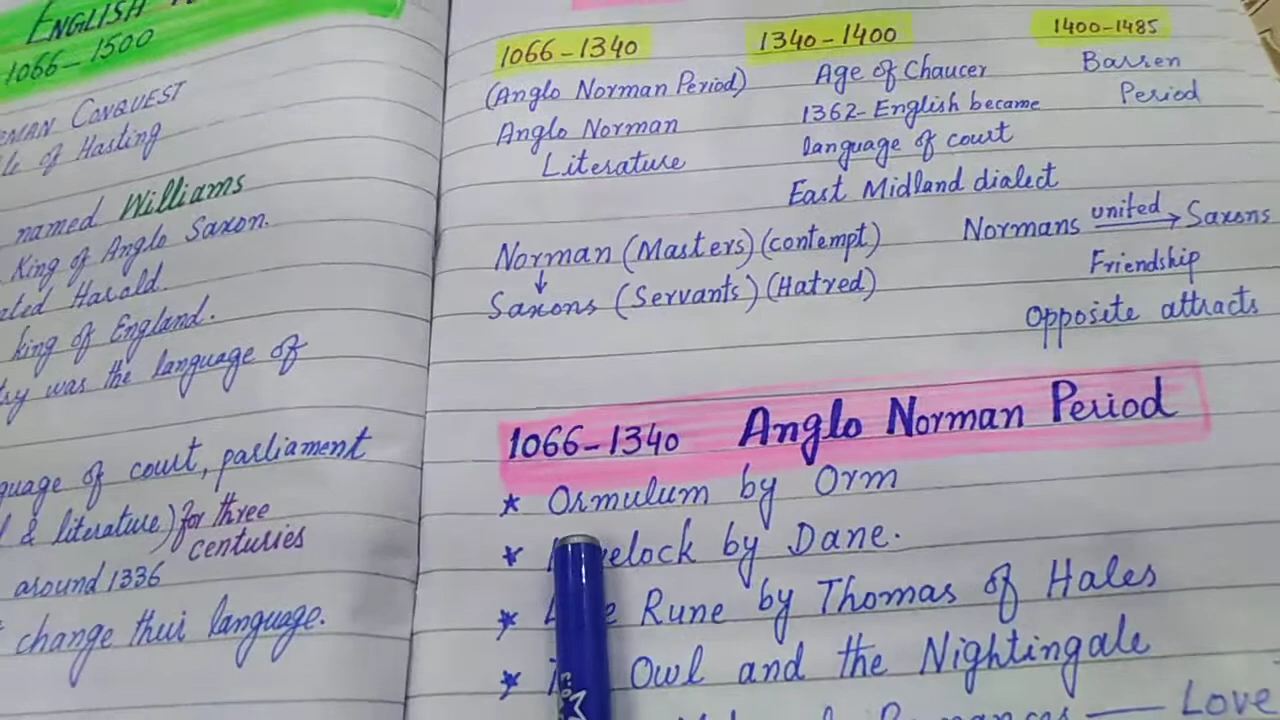 ENGLISH
1066-1500
CONQUEST
of Hasting
named Williams
King of Anglo Saxon.
Harald.
king of England.
was the language of
language of court, parliament
& literature) for three
centuries
around 1336
change their language.
1066-1340
(Anglo Norman Period)
Anglo Norman
Literature
1340-1400
Age of Chaucer
1362-English became
language of court
East Midland dialect
1400-1485
Barren
Period
Norman (Masters) (contempt)
↓
Saxons (Servants) (Hatred)
Normans united → Saxons
Friendship
Opposite attracts
1066-1340 Anglo Norman Period
* Ormulum by Orm
* elock by Dane.
* Rune by Thomas of Hales
* Owl and the Nightingale
Love